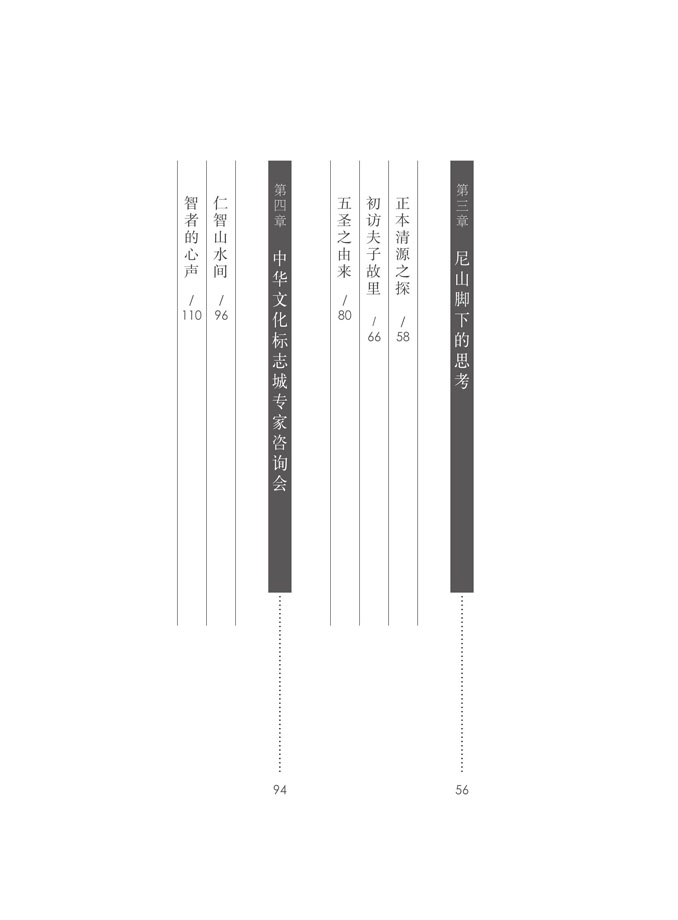 第三章 尼山脚下的思考
56
正本清源之探 /58
初访夫子故里 /66
五圣之由来 /80
第四章 中华文化标志城专家咨询会
94
仁智山水间 /96
智者的心声 /110